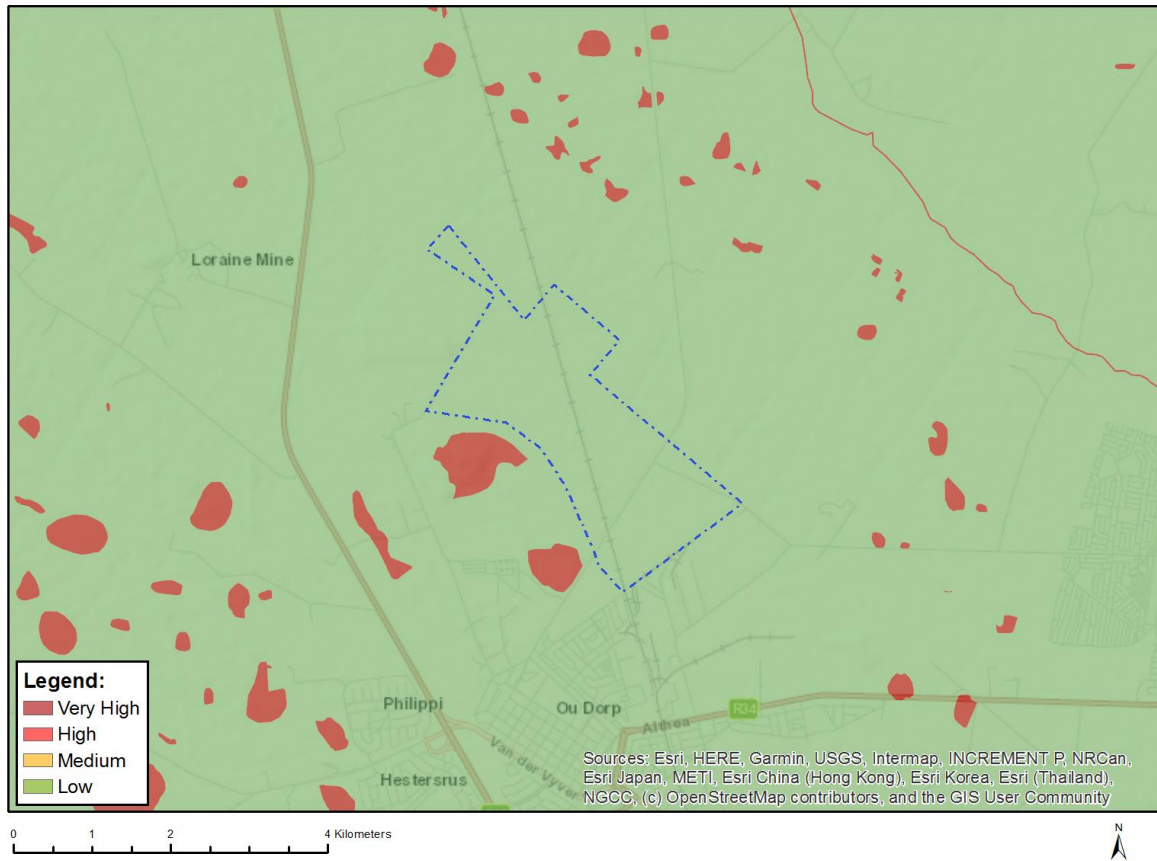 Loraine Mine
Legend:
Very High
High
Medium
Low
Philippi
Ou Dorp
R34
Althea
Van der Vyver
Hestersrus
Sources: Esri, HERE, Garmin, USGS, Intermap, INCREMENT P, NRCan,
Esri Japan, METI, Esri China (Hong Kong), Esri Korea, Esri (Thailand),
NGCC, (c) OpenStreetMap contributors, and the GIS User Community
0 1 2 4 Kilometers
N